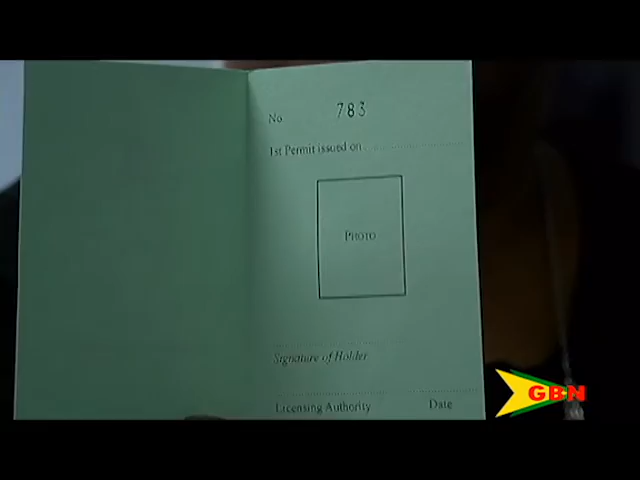 No 783
1st Permit issued on
PHOTO
Signature of Holder
Licensing Authority Date
GBN